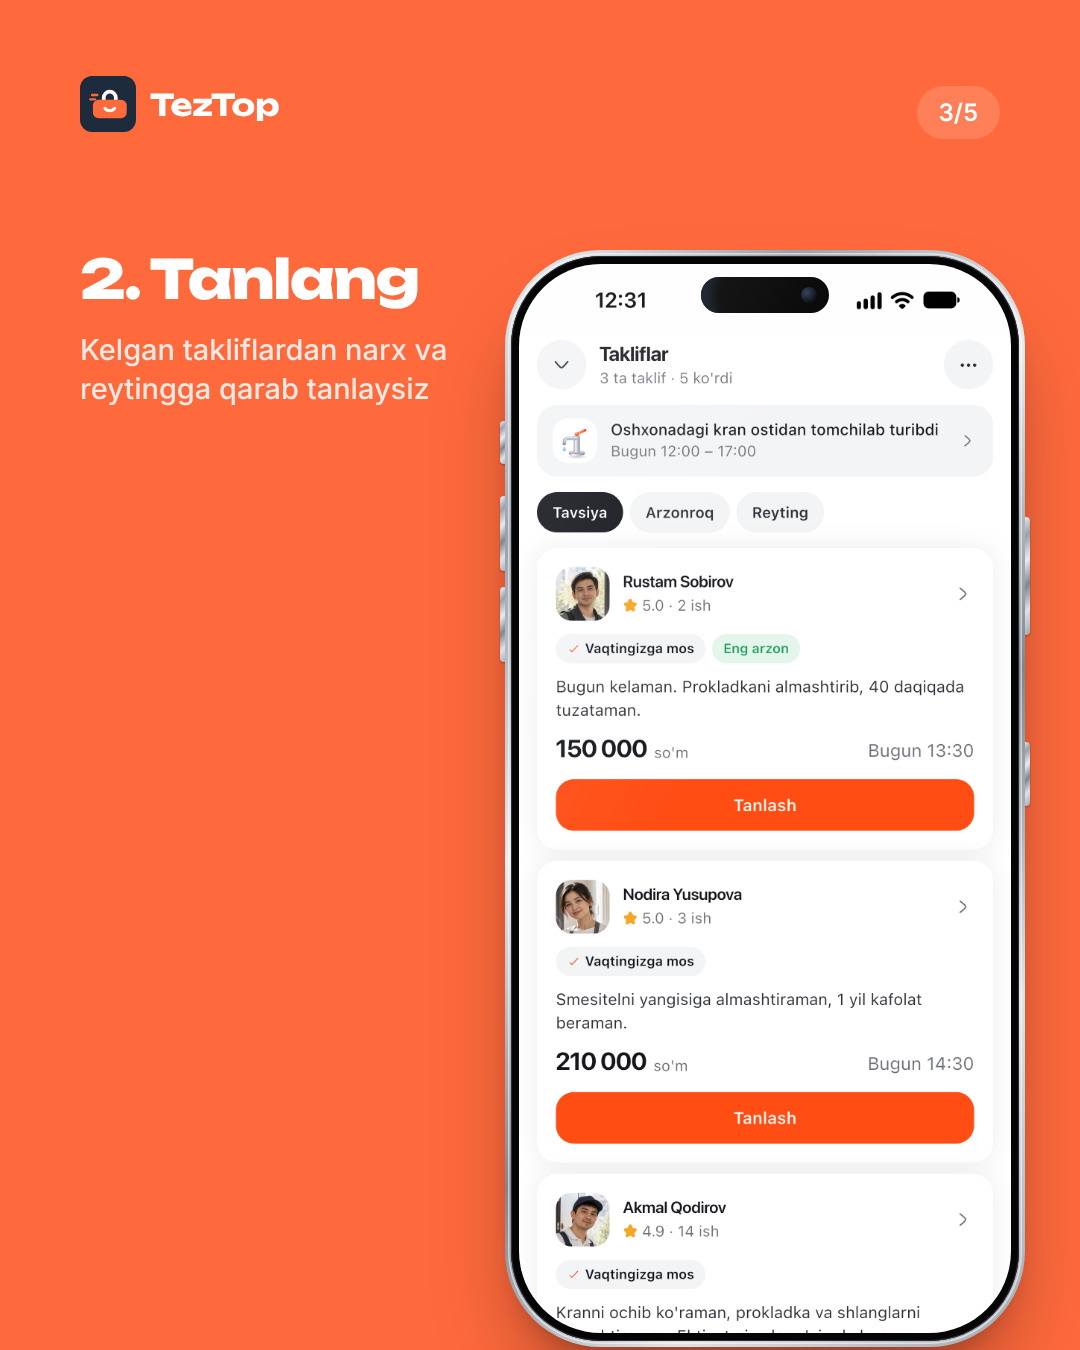 TezTop
3/5
2. Tanlang
Kelgan takliflardan narx va
reytingga qarab tanlaysiz
12:31
Takliflar
3 ta taklif · 5 ko'rdi
Oshxonadagi kran ostidan tomchilab turibdi
Bugun 12:00 – 17:00
Tavsiya Arzonroq Reyting
Rustam Sobirov
5.0 · 2 ish
Vaqtingizga mos Eng arzon
Bugun kelaman. Prokladkani almashtirib, 40 daqiqada
tuzataman.
150 000 so'm Bugun 13:30
Tanlash
Nodira Yusupova
5.0 · 3 ish
Vaqtingizga mos
Smesitelni yangisiga almashtiraman, 1 yil kafolat
beraman.
210 000 so'm Bugun 14:30
Tanlash
Akmal Qodirov
4.9 · 14 ish
Vaqtingizga mos
Kranni ochib ko'raman, prokladka va shlanglarni